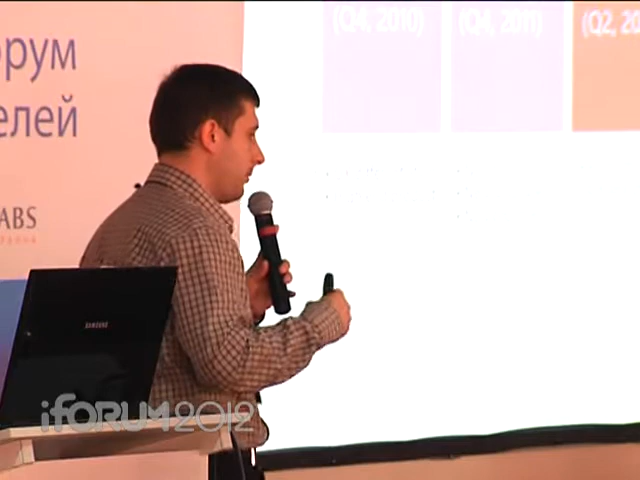 орум
елей
ABS
(Q4, 2010)
(Q4, 2011)
(Q2, 20
SAMSUNG
iFORUM2012